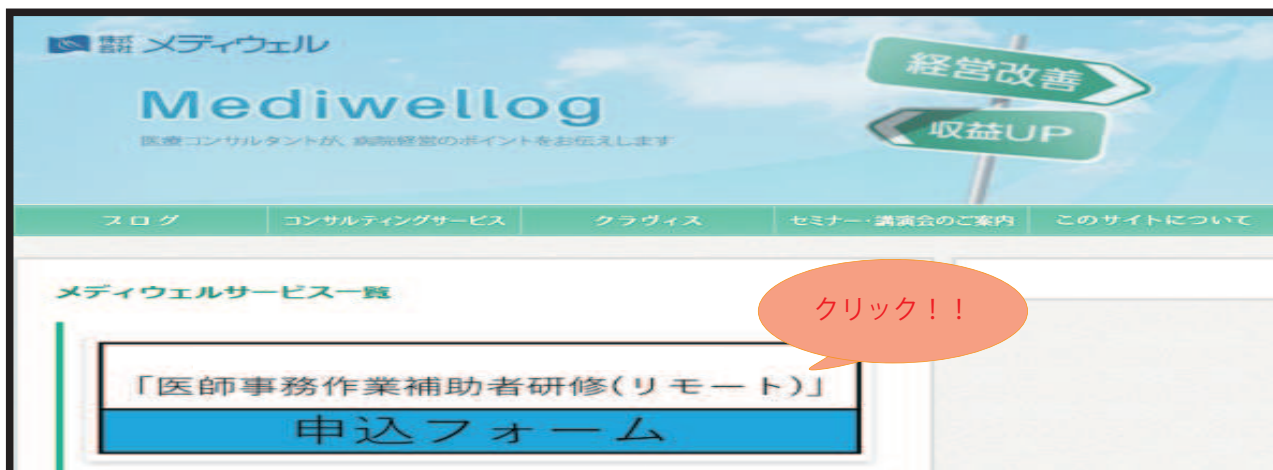 株式会社 メディウェル
Mediwellog
医療コンサルタントが、病院経営のポイントをお伝えします
経営改善
収益UP
ブログ
コンサルティングサービス
クラヴィス
セミナー・講演会のご案内
このサイトについて
メディウェルサービス一覧
クリック！！
「医師事務作業補助者研修(リモート)」
申込フォーム